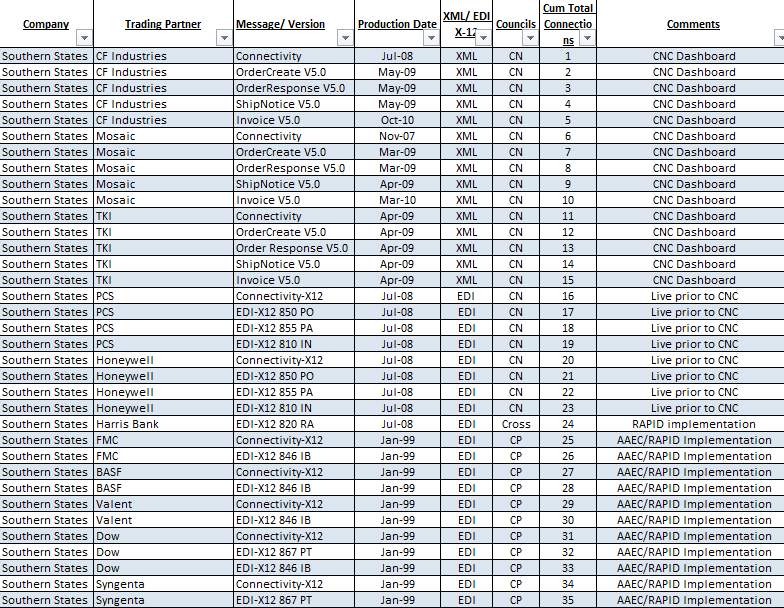 Company Trading Partner Message/ Version Production Date XML/ EDI X-12 Councils Cum Total Connections Comments
Southern States CF Industries Connectivity Jul-08 XML CN 1 CNC Dashboard
Southern States CF Industries OrderCreate V5.0 May-09 XML CN 2 CNC Dashboard
Southern States CF Industries OrderResponse V5.0 May-09 XML CN 3 CNC Dashboard
Southern States CF Industries ShipNotice V5.0 May-09 XML CN 4 CNC Dashboard
Southern States CF Industries Invoice V5.0 Oct-10 XML CN 5 CNC Dashboard
Southern States Mosaic Connectivity Nov-07 XML CN 6 CNC Dashboard
Southern States Mosaic OrderCreate V5.0 Mar-09 XML CN 7 CNC Dashboard
Southern States Mosaic OrderResponse V5.0 Mar-09 XML CN 8 CNC Dashboard
Southern States Mosaic ShipNotice V5.0 Apr-09 XML CN 9 CNC Dashboard
Southern States Mosaic Invoice V5.0 Mar-10 XML CN 10 CNC Dashboard
Southern States TKI Connectivity Apr-09 XML CN 11 CNC Dashboard
Southern States TKI OrderCreate V5.0 Apr-09 XML CN 12 CNC Dashboard
Southern States TKI Order Response V5.0 Apr-09 XML CN 13 CNC Dashboard
Southern States TKI ShipNotice V5.0 Apr-09 XML CN 14 CNC Dashboard
Southern States TKI Invoice V5.0 Apr-09 XML CN 15 CNC Dashboard
Southern States PCS Connectivity-X12 Jul-08 EDI CN 16 Live prior to CNC
Southern States PCS EDI-X12 850 PO Jul-08 EDI CN 17 Live prior to CNC
Southern States PCS EDI-X12 855 PA Jul-08 EDI CN 18 Live prior to CNC
Southern States PCS EDI-X12 810 IN Jul-08 EDI CN 19 Live prior to CNC
Southern States Honeywell Connectivity-X12 Jul-08 EDI CN 20 Live prior to CNC
Southern States Honeywell EDI-X12 850 PO Jul-08 EDI CN 21 Live prior to CNC
Southern States Honeywell EDI-X12 855 PA Jul-08 EDI CN 22 Live prior to CNC
Southern States Honeywell EDI-X12 810 IN Jul-08 EDI CN 23 Live prior to CNC
Southern States Harris Bank EDI-X12 820 RA Jul-08 EDI Cross 24 RAPID implementation
Southern States FMC Connectivity-X12 Jan-99 EDI CP 25 AAEC/RAPID Implementation
Southern States FMC EDI-X12 846 IB Jan-99 EDI CP 26 AAEC/RAPID Implementation
Southern States BASF Connectivity-X12 Jan-99 EDI CP 27 AAEC/RAPID Implementation
Southern States BASF EDI-X12 846 IB Jan-99 EDI CP 28 AAEC/RAPID Implementation
Southern States Valent Connectivity-X12 Jan-99 EDI CP 29 AAEC/RAPID Implementation
Southern States Valent EDI-X12 846 IB Jan-99 EDI CP 30 AAEC/RAPID Implementation
Southern States Dow Connectivity-X12 Jan-99 EDI CP 31 AAEC/RAPID Implementation
Southern States Dow EDI-X12 867 PT Jan-99 EDI CP 32 AAEC/RAPID Implementation
Southern States Dow EDI-X12 846 IB Jan-99 EDI CP 33 AAEC/RAPID Implementation
Southern States Syngenta Connectivity-X12 Jan-99 EDI CP 34 AAEC/RAPID Implementation
Southern States Syngenta EDI-X12 867 PT Jan-99 EDI CP 35 AAEC/RAPID Implementation